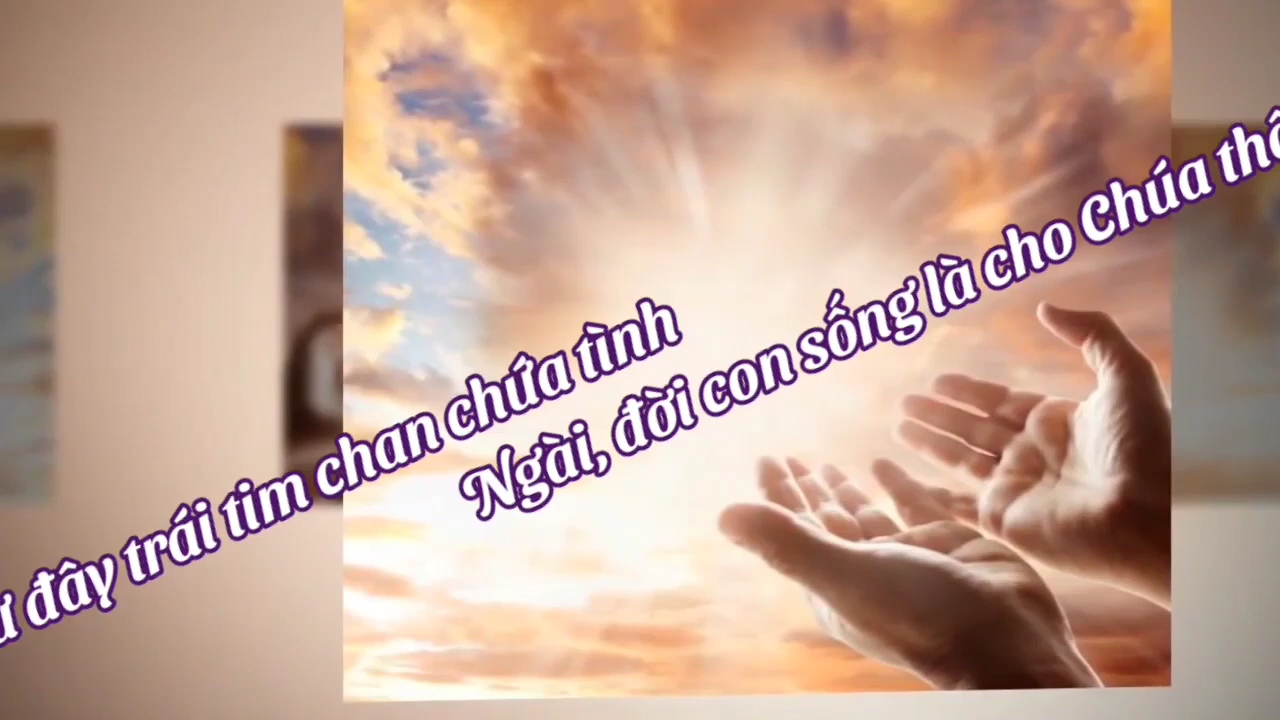 đây trái tim chan chứa tình
Ngài, đời con sống là cho Chúa